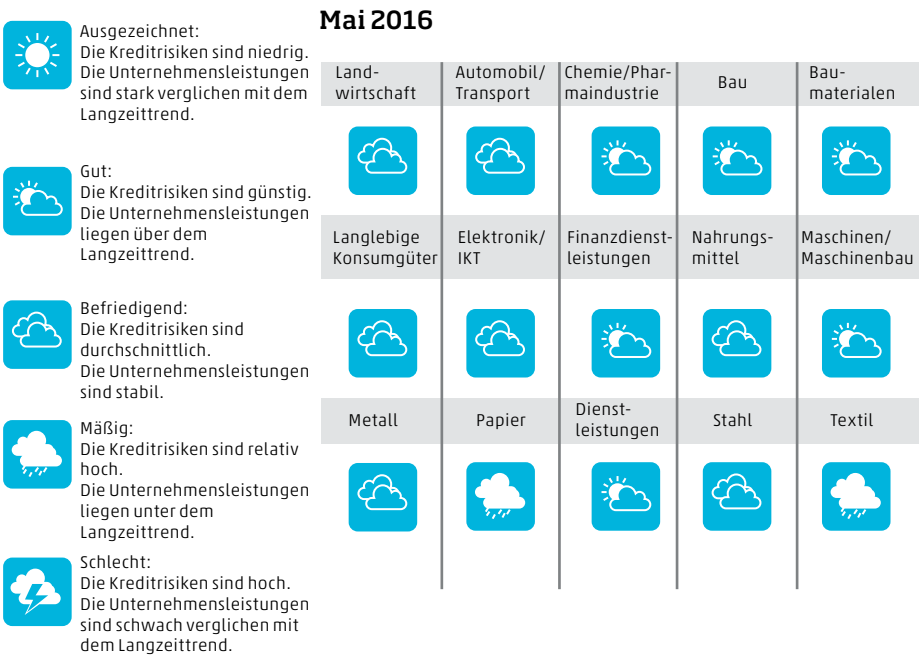 Mai 2016
Ausgezeichnet:
Die Kreditrisiken sind niedrig.
Die Unternehmensleistungen
sind stark verglichen mit dem
Langzeittrend.
Gut:
Die Kreditrisiken sind günstig.
Die Unternehmensleistungen
liegen über dem
Langzeittrend.
Befriedigend:
Die Kreditrisiken sind
durchschnittlich.
Die Unternehmensleistungen
sind stabil.
Mäßig:
Die Kreditrisiken sind relativ
hoch.
Die Unternehmensleistungen
liegen unter dem
Langzeittrend.
Schlecht:
Die Kreditrisiken sind hoch.
Die Unternehmensleistungen
sind schwach verglichen mit
dem Langzeittrend.
Land-
wirtschaft
Automobil/
Transport
Chemie/Phar-
maindustrie
Bau
Bau-
materialen
Langlebige
Konsumgüter
Elektronik/
IKT
Finanzdienst-
leistungen
Nahrungs-
mittel
Maschinen/
Maschinenbau
Metall
Papier
Dienst-
leistungen
Stahl
Textil